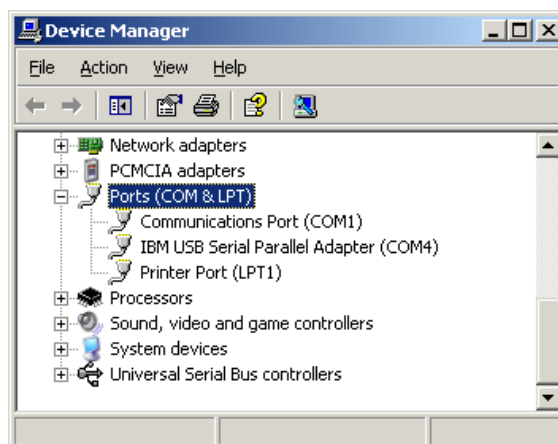 Device Manager
File Action View Help
Network adapters
PCMCIA adapters
Ports (COM & LPT)
Communications Port (COM1)
IBM USB Serial Parallel Adapter (COM4)
Printer Port (LPT1)
Processors
Sound, video and game controllers
System devices
Universal Serial Bus controllers